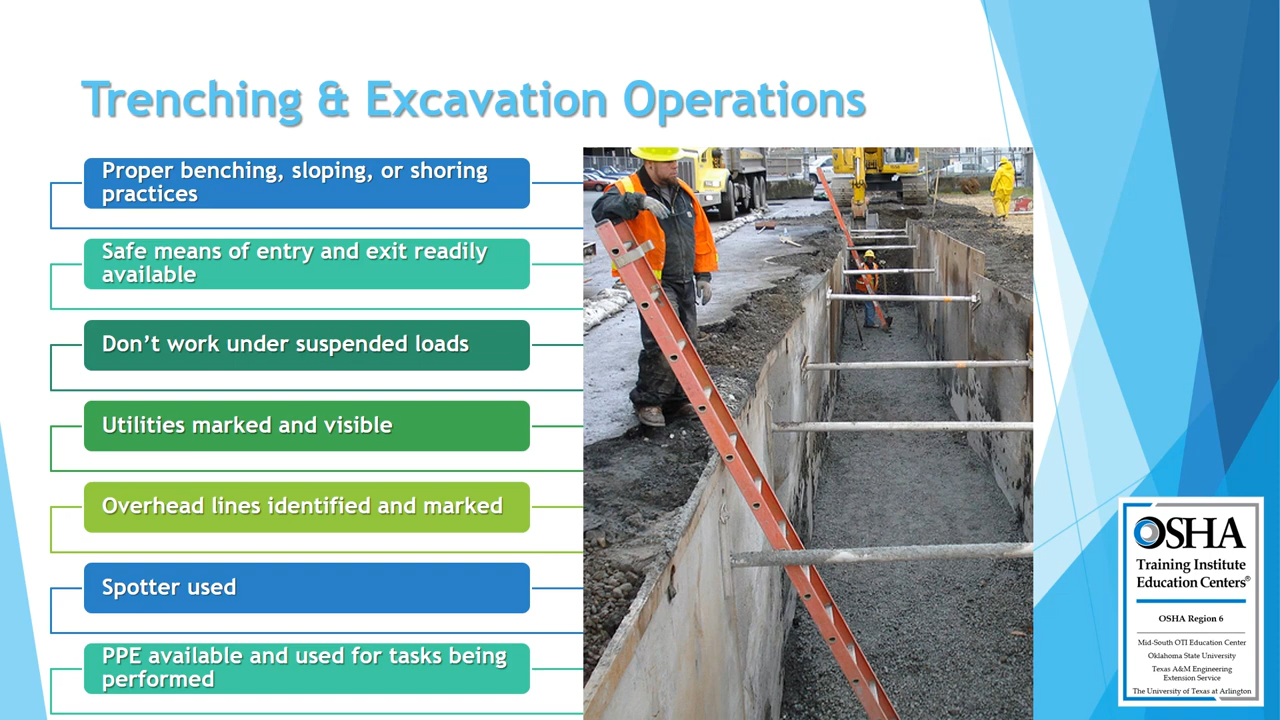 Trenching & Excavation Operations
Proper benching, sloping, or shoring
practices
Safe means of entry and exit readily
available
Don’t work under suspended loads
Utilities marked and visible
Overhead lines identified and marked
Spotter used
PPE available and used for tasks being
performed
OSHA
Training Institute
Education Centers®
OSHA Region 6
Mid-South OTI Education Center
Oklahoma State University
Texas A&M Engineering
Extension Service
The University of Texas at Arlington